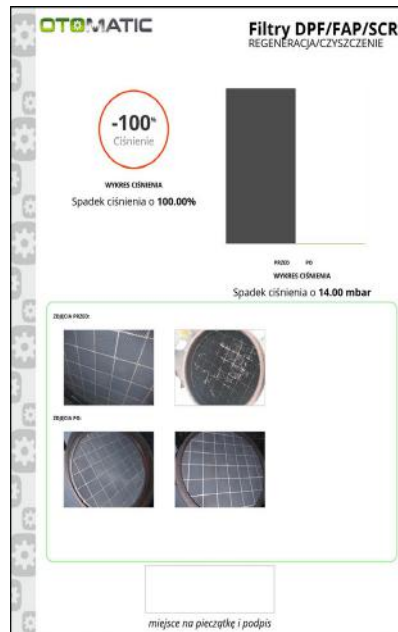 OTOMATIC
Filtry DPF/FAP/SCR
REGENERACJA/CZYSZCZENIE
-100%
Ciśnienie
WYKRES CIŚNIENIA
Spadek ciśnienia o 100.00%
PRZED PO
WYKRES CIŚNIENIA
Spadek ciśnienia o 14.00 mbar
ZDJĘCIA PRZED:
ZDJĘCIA PO:
miejsce na pieczątkę i podpis